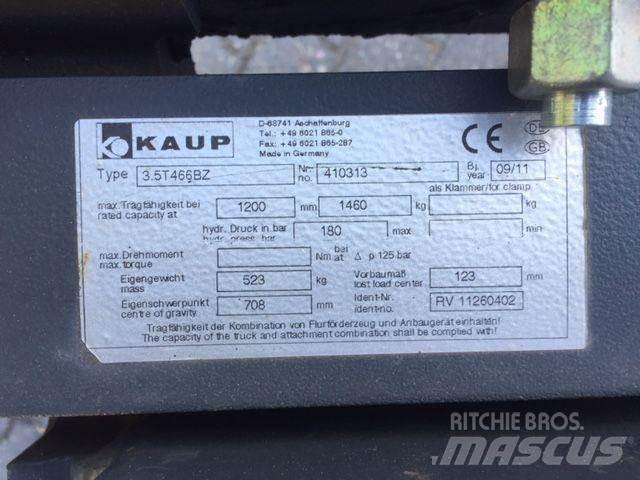 KAUP
D-63741 Aschaffenburg
Tel.: +49 6021 865-0
Fax: +49 6021 865-287
Made in Germany
CE DE GB
Type 3.5T466BZ Nr. no. 410313 Bj. year 09/11
als Klammer/for clamp
max. Tragfähigkeit bei rated capacity at 1200 mm 1460 kg kg
hydr. Druck in bar hydr. press. bar 180 max min
max. Drehmoment max. torque Nm bei at Δ p 125 bar
Eigengewicht mass 523 kg Vorbaumaß lost load center 123 mm
Eigenschwerpunkt centre of gravity 708 mm Ident-Nr. ident-no. RV 11260402
Tragfähigkeit der Kombination von Flurförderzeug und Anbaugerät einhalten!
The capacity of the truck and attachment combination shall be complied with!
RITCHIE BROS.
MASCUS